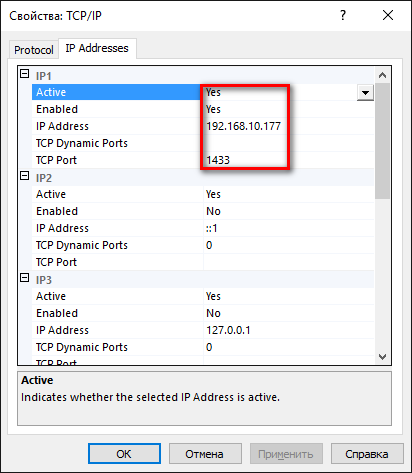 Свойства: TCP/IP
Protocol IP Addresses
IP1
Active Yes
Enabled Yes
IP Address 192.168.10.177
TCP Dynamic Ports
TCP Port 1433
IP2
Active Yes
Enabled No
IP Address ::1
TCP Dynamic Ports 0
TCP Port
IP3
Active Yes
Enabled No
IP Address 127.0.0.1
TCP Dynamic Ports 0
TCP Port
Active
Indicates whether the selected IP Address is active.
ОК Отмена Применить Справка